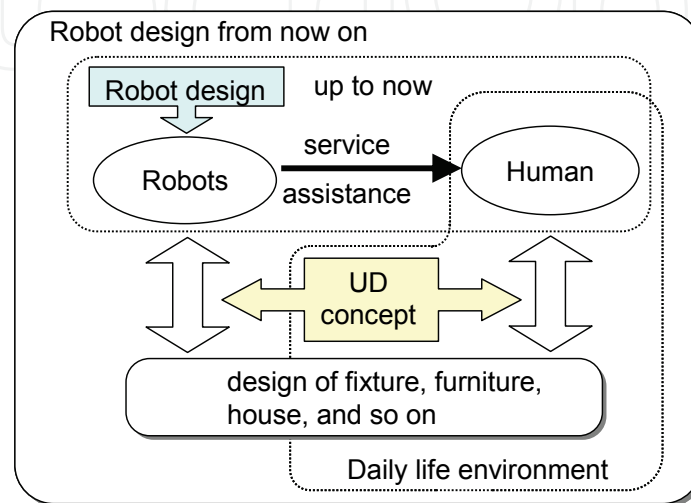 Robot design from now on
Robot design
up to now
Robots
service
assistance
Human
UD
concept
design of fixture, furniture,
house, and so on
Daily life environment